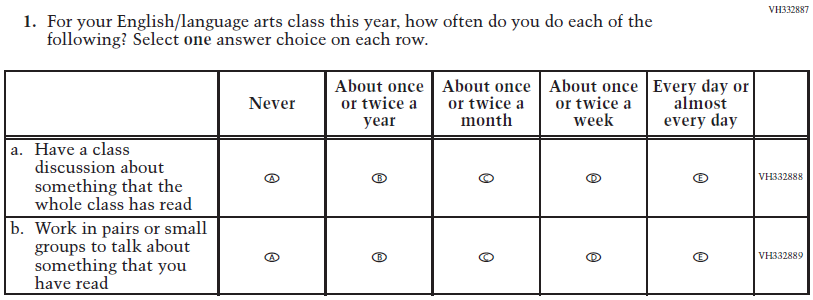 VH332887
1. For your English/language arts class this year, how often do you do each of the
following? Select one answer choice on each row.
Never
About once or twice a year
About once or twice a month
About once or twice a week
Every day or almost every day
a. Have a class
discussion about
something that the
whole class has read
A B C D E VH332888
b. Work in pairs or small
groups to talk about
something that you
have read
A B C D E VH332889